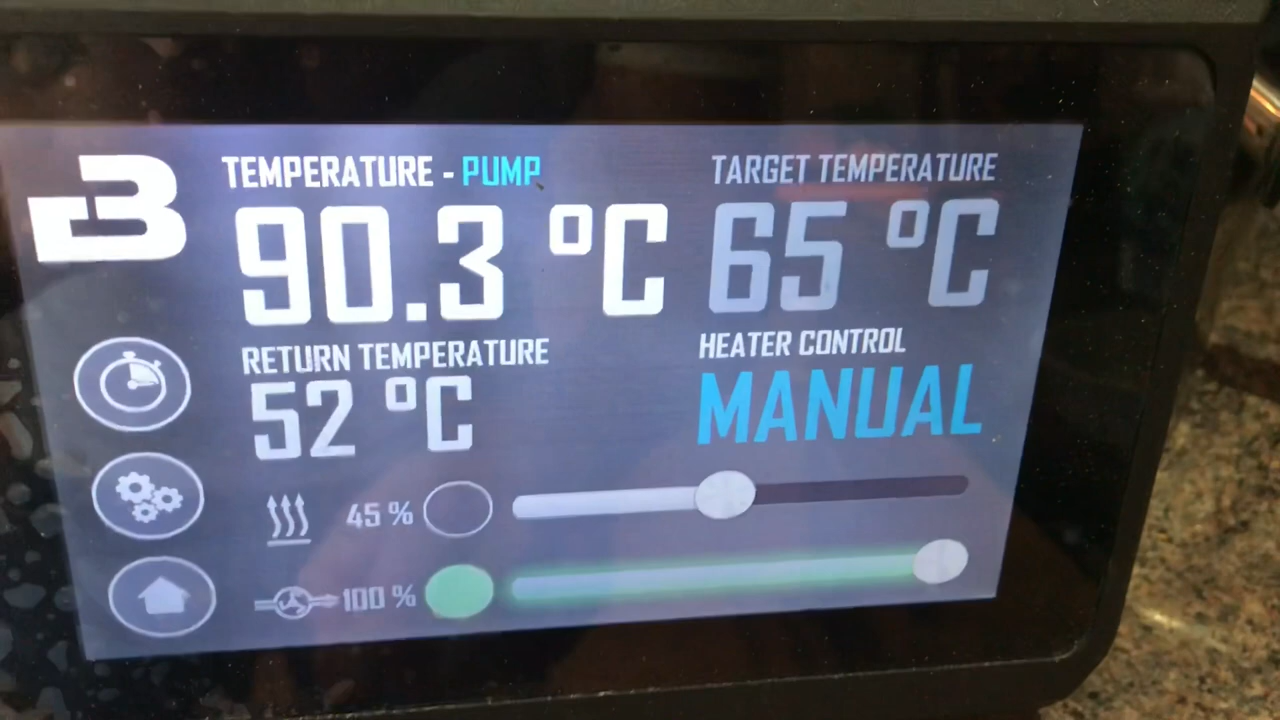 TEMPERATURE - PUMP
90.3 °C
TARGET TEMPERATURE
65 °C
RETURN TEMPERATURE
52 °C
HEATER CONTROL
MANUAL
45 %
100 %